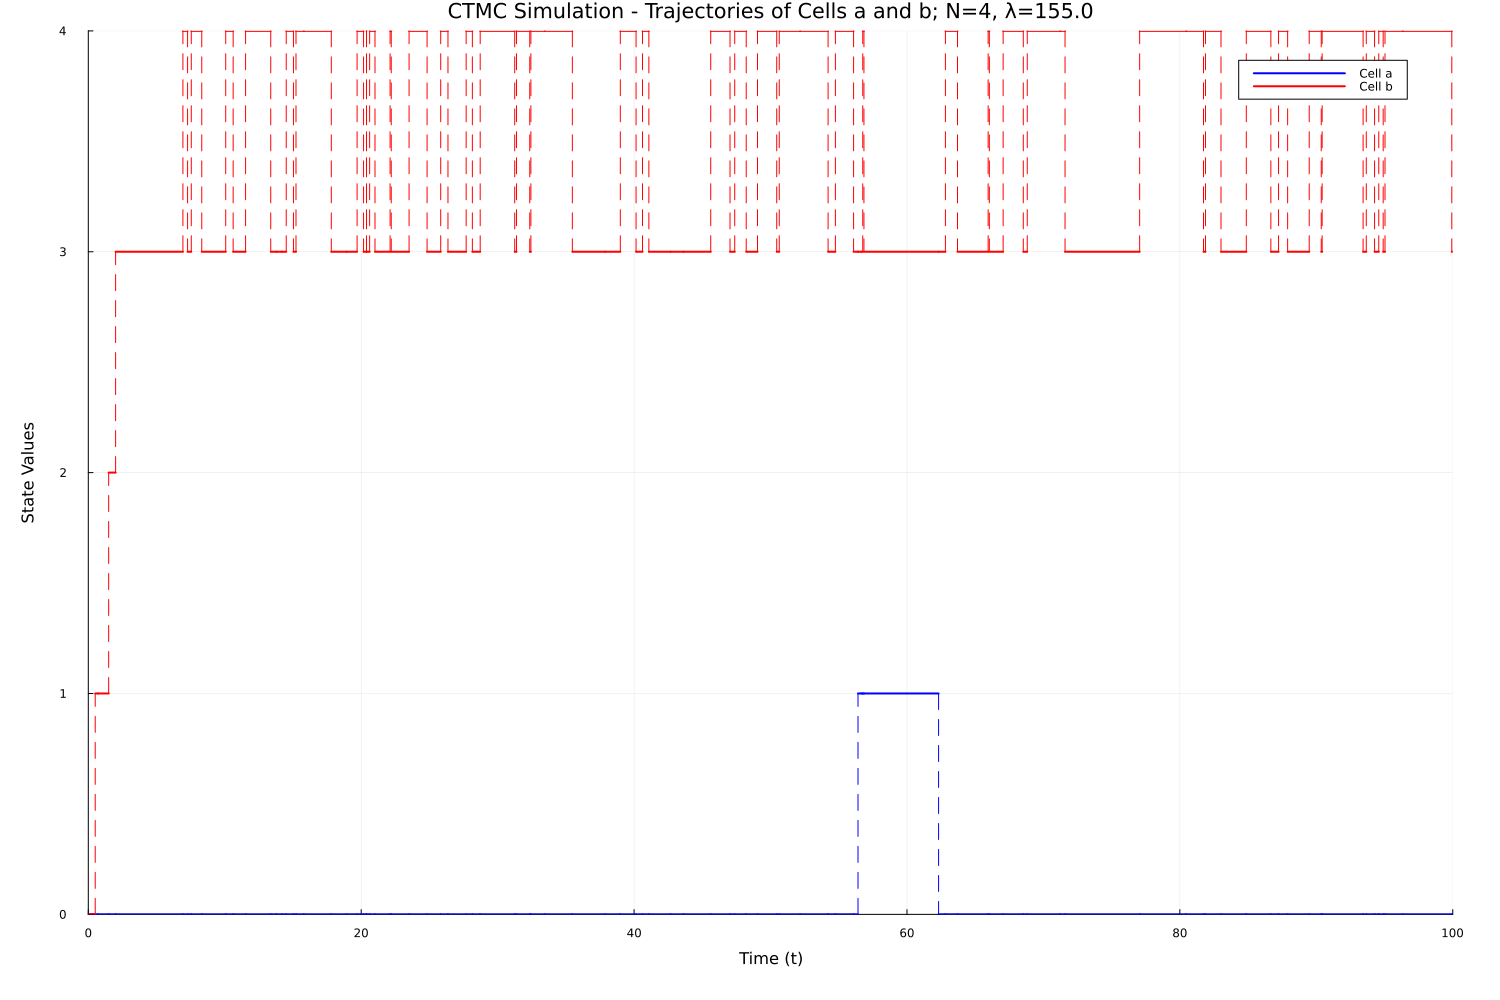 CTMC Simulation - Trajectories of Cells a and b; N=4, λ=155.0
4
Cell a
Cell b
3
State Values
2
1
0
0 20 40 60 80 100
Time (t)